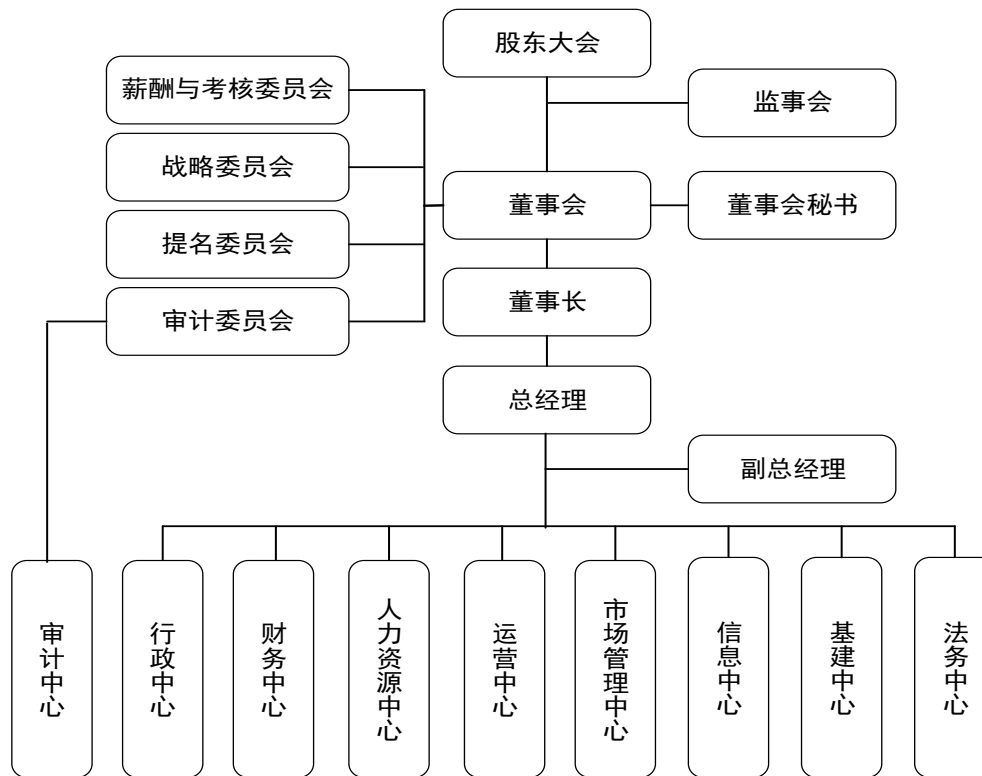 股东大会
薪酬与考核委员会
监事会
战略委员会
董事会
董事会秘书
提名委员会
董事长
审计委员会
总经理
副总经理
审计中心
行政中心
财务中心
人力资源中心
运营中心
市场管理中心
信息中心
基建中心
法务中心